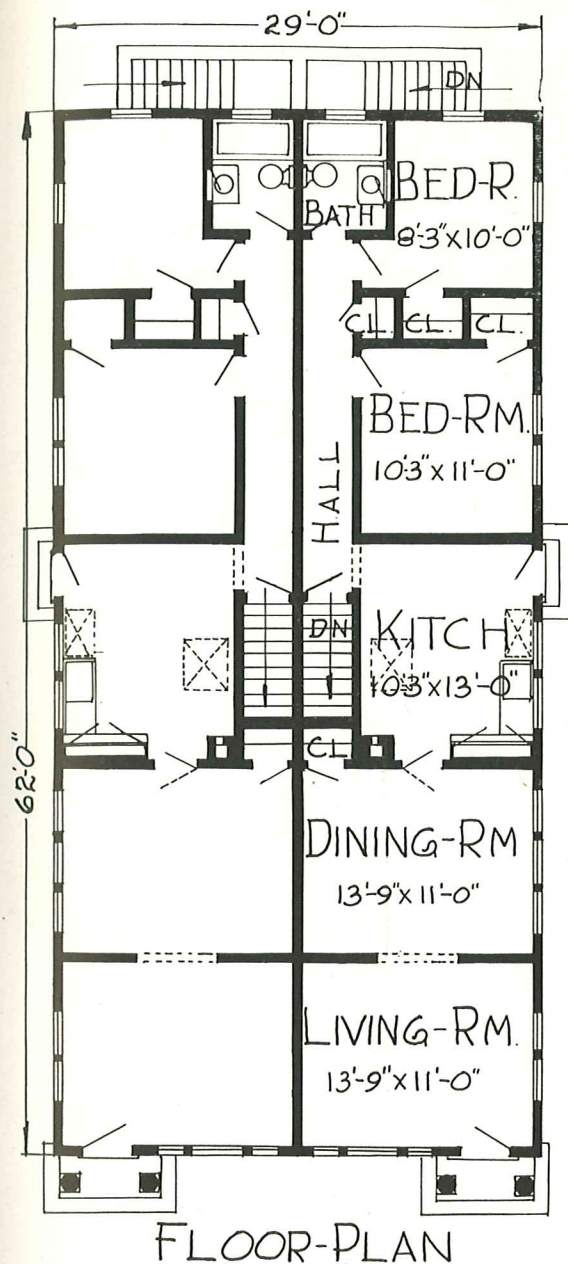 29'-0"
DN
BED-R.
8'-3"x10'-0"
BATH
CL.
CL.
CL.
BED-RM.
10'3"x11'-0"
HALL
KITCH
10'3"x13'-0"
DN
62'-0"
CL
DINING-RM
13'-9"x11'-0"
LIVING-RM.
13'-9"x11'-0"
FLOOR-PLAN